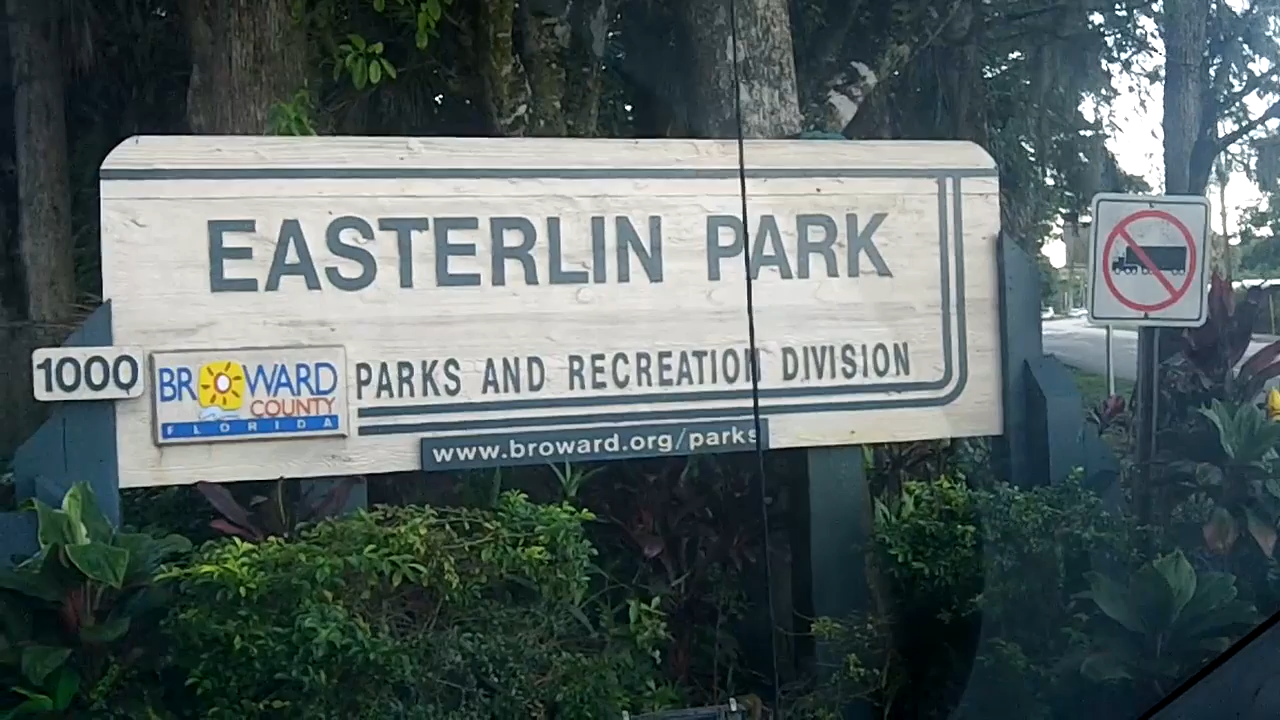 EASTERLIN PARK
1000
BROWARD
COUNTY
FLORIDA
PARKS AND RECREATION DIVISION
www.broward.org/parks